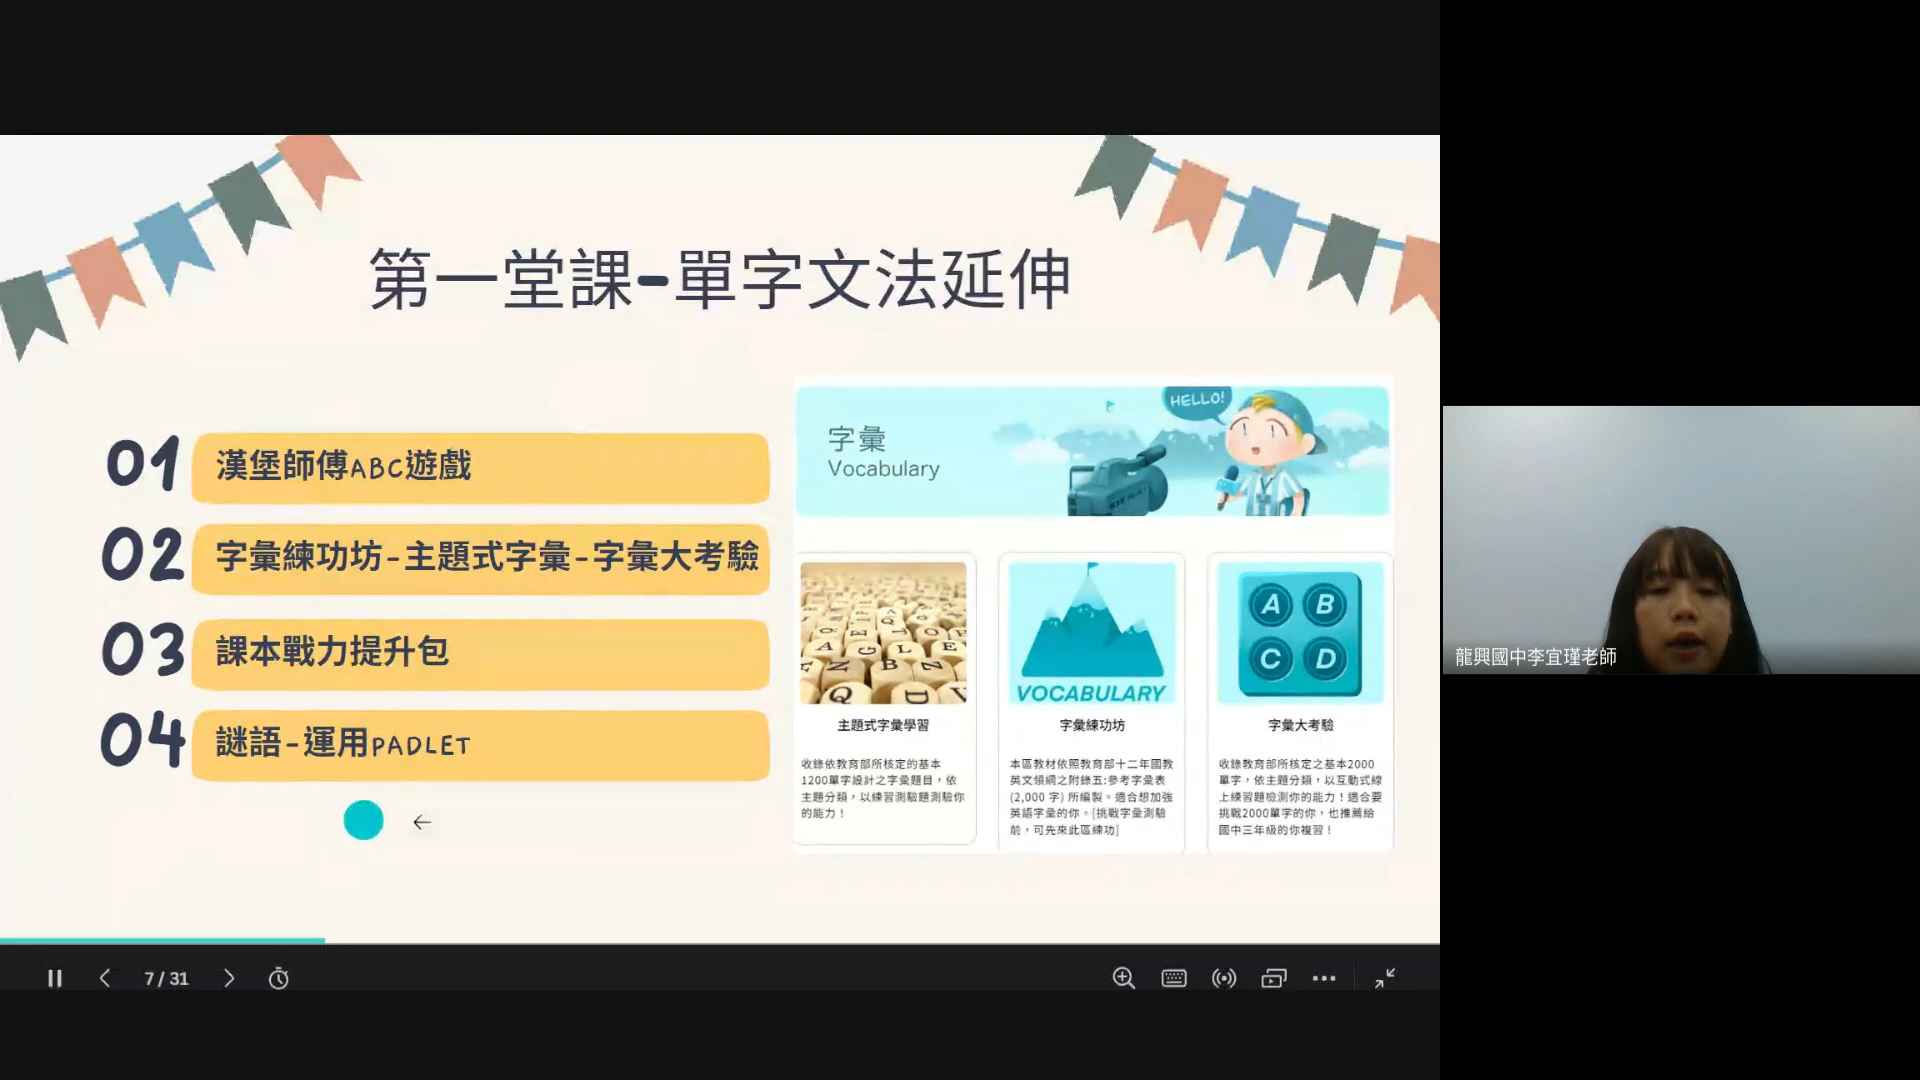 第一堂課-單字文法延伸
01 漢堡師傅ABC遊戲
02 字彙練功坊-主題式字彙-字彙大考驗
03 課本戰力提升包
04 謎語-運用PADLET
HELLO!
字彙
Vocabulary
VOCABULARY
A B
C D
主題式字彙學習
收錄依教育部所核定的基本
1200單字設計之字彙題目，依
主題分類，以練習測驗題測驗你
的能力！
字彙練功坊
本區教材依照教育部十二年國教
英文領綱之附錄五:參考字彙表
(2,000 字) 所編製。適合想加強
英語字彙的你。[挑戰字彙測驗
前，可先來此區練功]
字彙大考驗
收錄教育部所核定之基本2000
單字，依主題分類，以互動式線
上練習題檢測你的能力！適合要
挑戰2000單字的你，也推薦給
國中三年級的你複習！
7 / 31
龍興國中李宜瑾老師